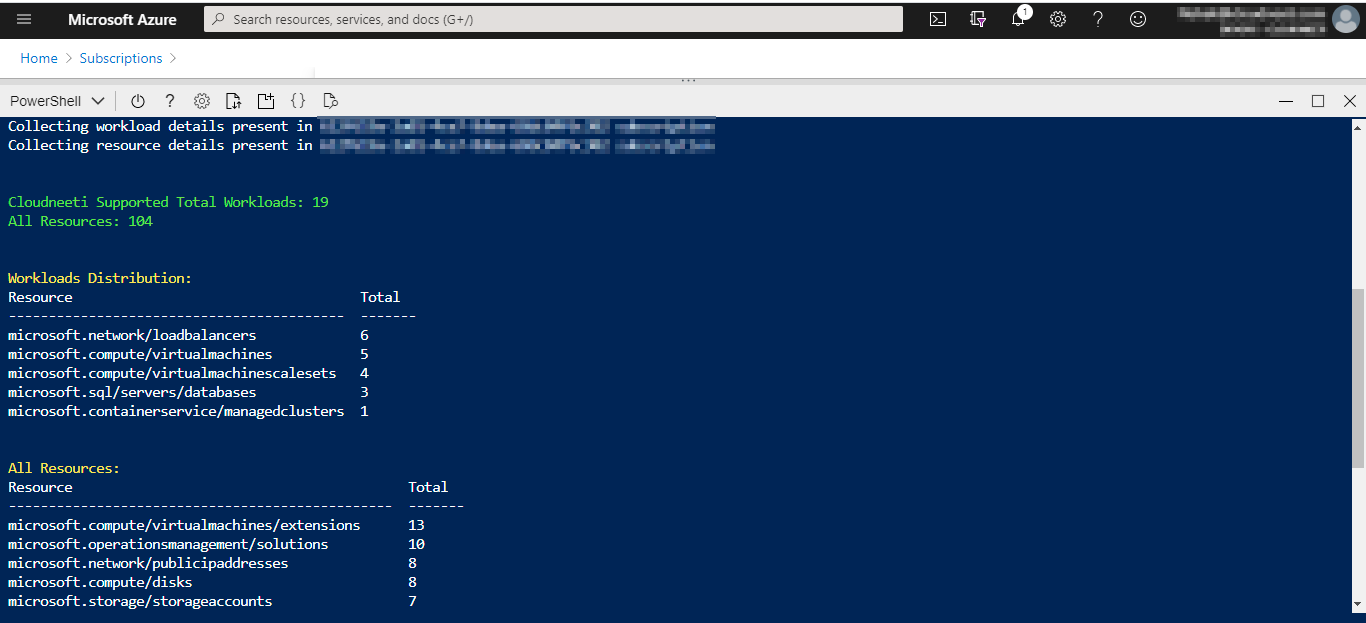 Microsoft Azure
Search resources, services, and docs (G+/)
1
Home > Subscriptions >
PowerShell
Collecting workload details present in
Collecting resource details present in
Cloudneeti Supported Total Workloads: 19
All Resources: 104
Workloads Distribution:
Resource Total
------------------------------------------ -------
microsoft.network/loadbalancers 6
microsoft.compute/virtualmachines 5
microsoft.compute/virtualmachinescalesets 4
microsoft.sql/servers/databases 3
microsoft.containerservice/managedclusters 1
All Resources:
Resource Total
------------------------------------------------ -------
microsoft.compute/virtualmachines/extensions 13
microsoft.operationsmanagement/solutions 10
microsoft.network/publicipaddresses 8
microsoft.compute/disks 8
microsoft.storage/storageaccounts 7